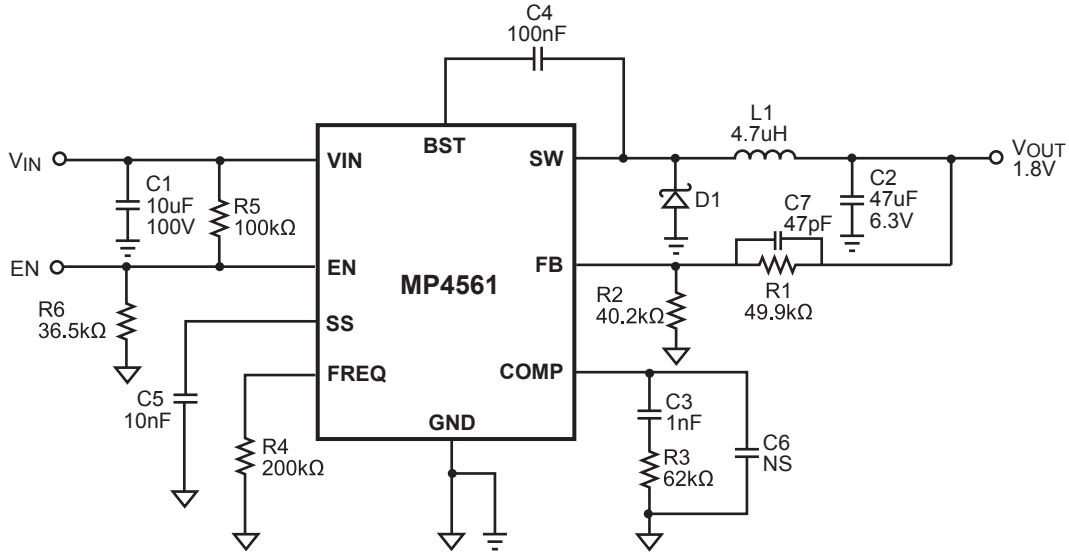 C4
100nF
BST
VIN
VIN
SW
L1
4.7uH
VOUT
1.8V
C1
10uF
100V
R5
100kΩ
D1
C2
47uF
6.3V
C7
47pF
EN
EN
MP4561
FB
R1
49.9kΩ
R2
40.2kΩ
R6
36.5kΩ
SS
FREQ
COMP
C5
10nF
GND
C3
1nF
C6
NS
R4
200kΩ
R3
62kΩ